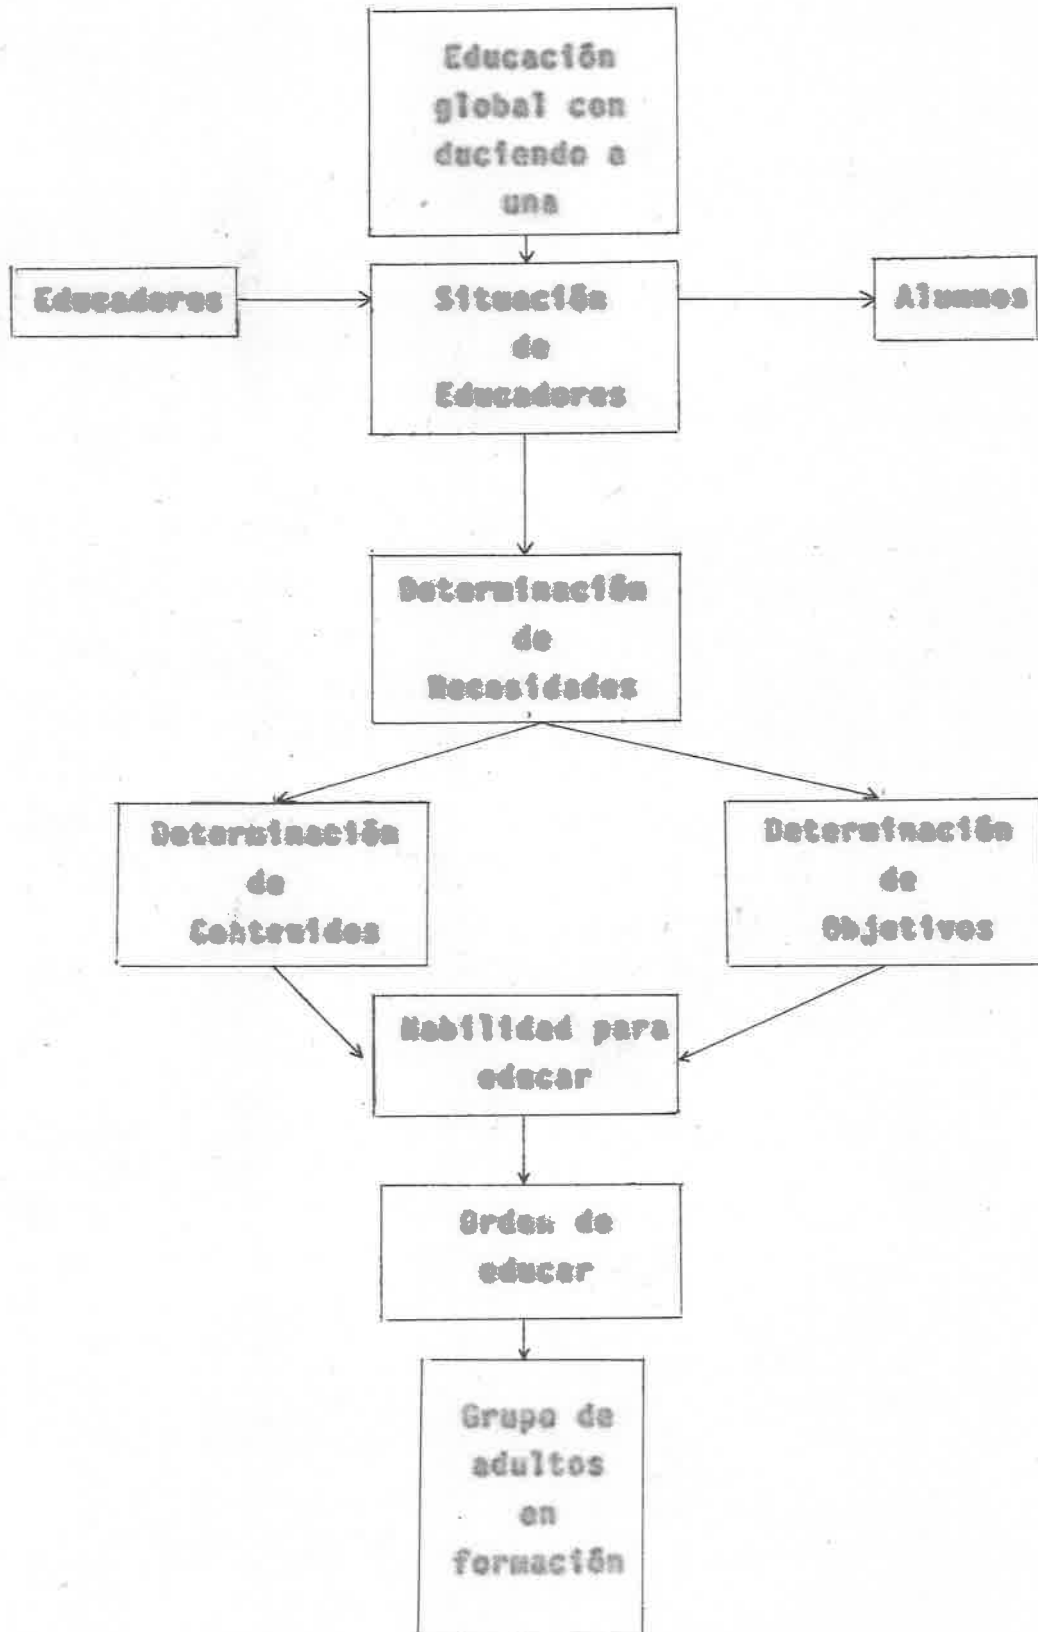 Educación
global con
duciendo a
una
Educadores
Situación
de
Educadores
Alumnos
Determinación
de
Necesidades
Determinación
de
Contenidos
Determinación
de
Objetivos
Habilidad para
educar
Orden de
educar
Grupo de
adultos
en
formación